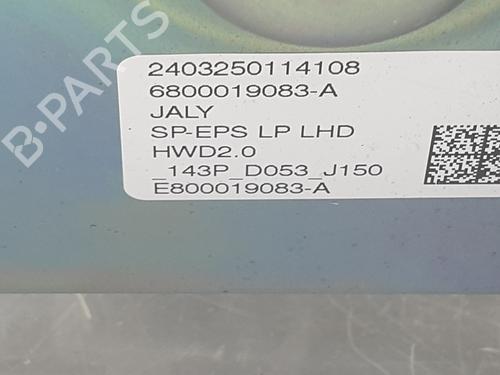 2403250114108
6800019083-A
JALY
SP-EPS LP LHD
HWD2.0
_143P_D053_J150
E800019083-A
B-PARTS